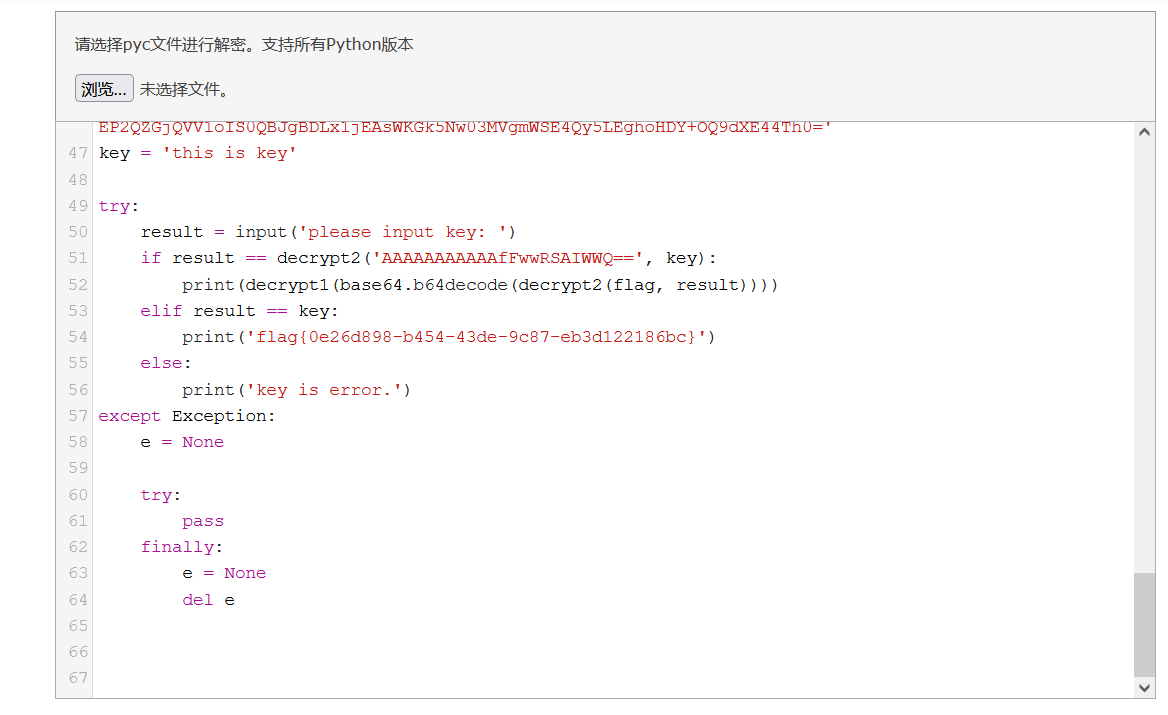 请选择pyc文件进行解密。支持所有Python版本
浏览... 未选择文件。
EP2QZGjQVVloIS0QBJgBDLx1jEAsWKGk5Nw03MVgmWSE4Qy5LEghoHDY+OQ9dXE44Th0='
47 key = 'this is key'
48
49 try:
50 result = input('please input key: ')
51 if result == decrypt2('AAAAAAAAAAAfFwwRSAIWWQ==', key):
52 print(decrypt1(base64.b64decode(decrypt2(flag, result))))
53 elif result == key:
54 print('flag{0e26d898-b454-43de-9c87-eb3d122186bc}')
55 else:
56 print('key is error.')
57 except Exception:
58 e = None
59
60 try:
61 pass
62 finally:
63 e = None
64 del e
65
66
67